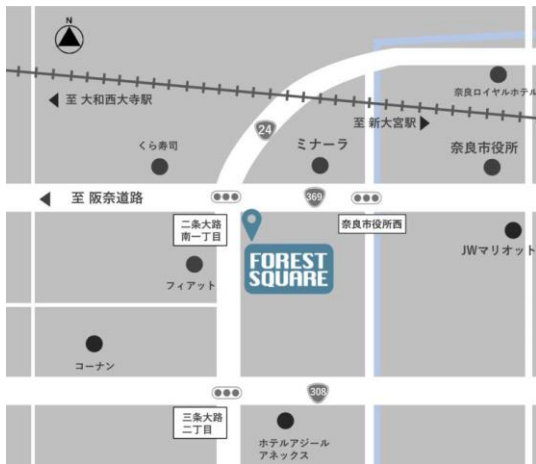 N
奈良ロイヤルホテル
至 大和西大寺駅
24
至 新大宮駅
くら寿司
ミナーラ
奈良市役所
至 阪奈道路
369
二条大路
南一丁目
奈良市役所西
FOREST
SQUARE
JWマリオット
フィアット
コーナン
308
三条大路
二丁目
ホテルアジール
アネックス